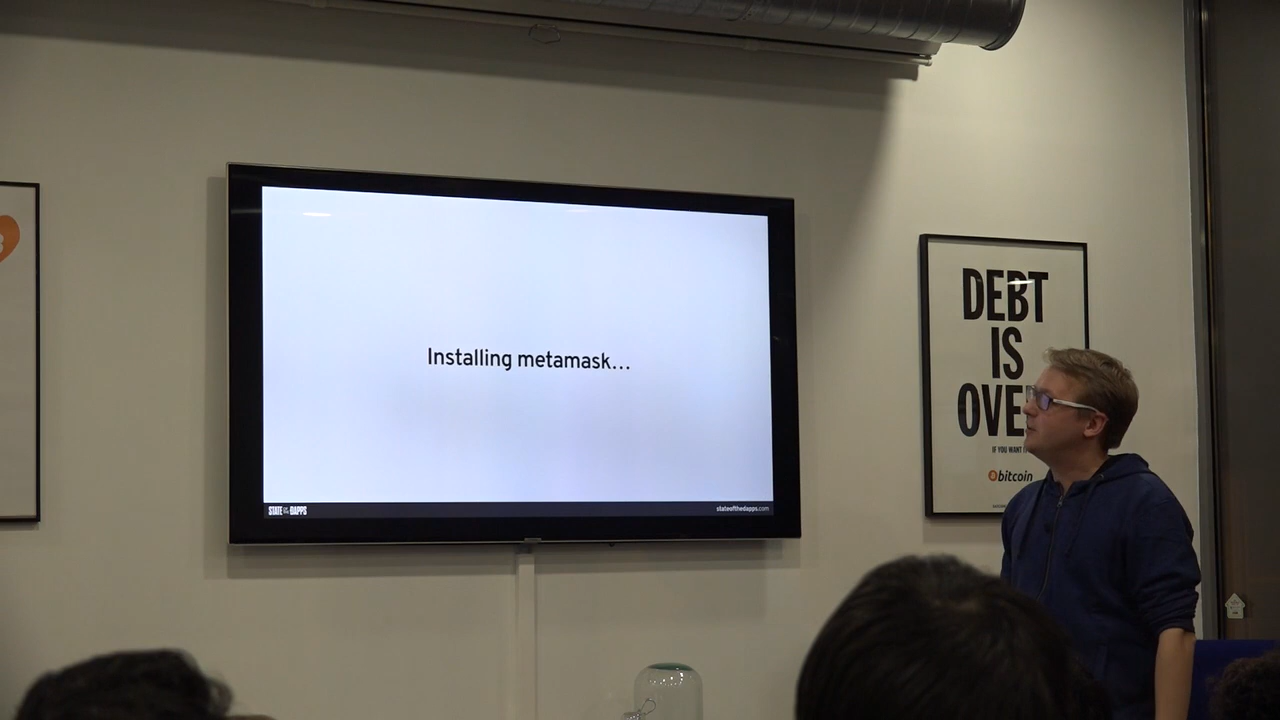 Installing metamask...
STATE OF THE DAPPS
stateofthedapps.com
DEBT
IS
OVE
IF YOU WANT
bitcoin